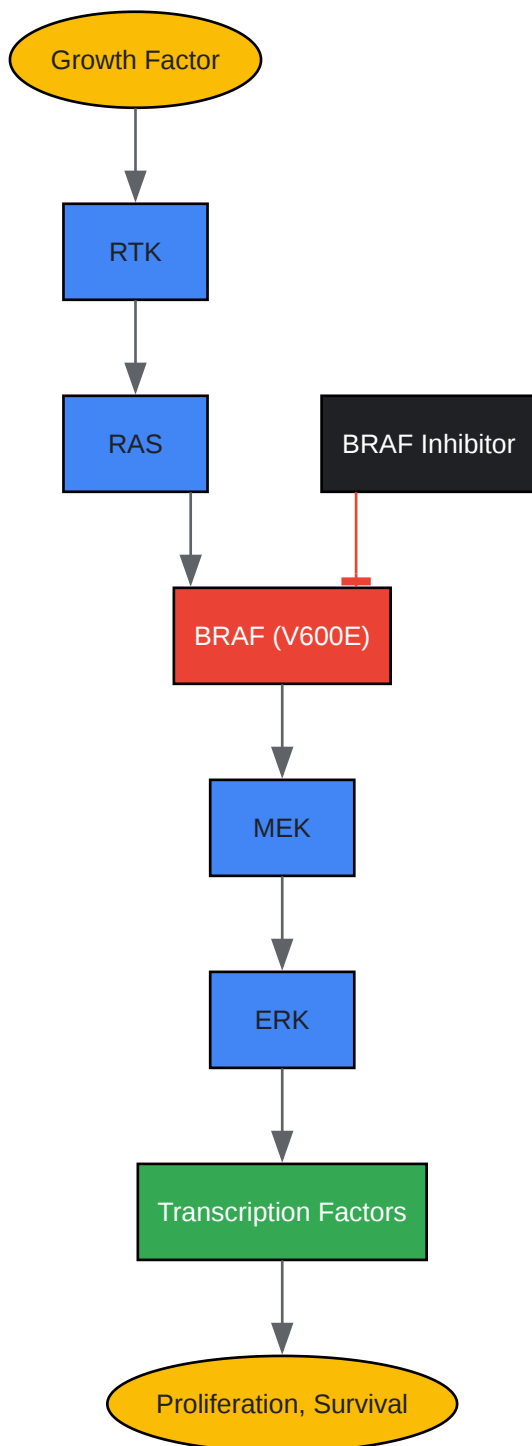 Growth Factor
RTK
RAS
BRAF Inhibitor
BRAF (V600E)
MEK
ERK
Transcription Factors
Proliferation, Survival